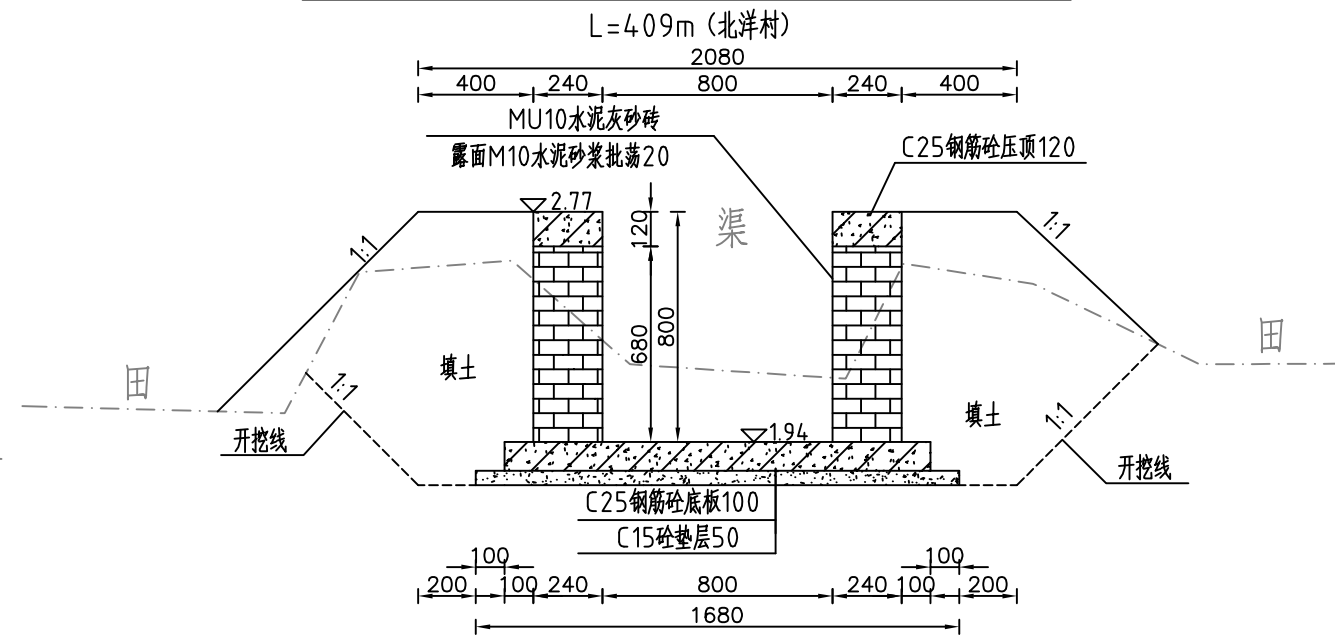 L=409m（北洋村）
2080
400 240 800 240 400
MU10水泥灰砂砖
露面M10水泥砂浆批荡20
C25钢筋砼压顶120
2.77
120
渠
1:1
1:1
680
800
田
田
填土
1:1
填土
1:1
1.94
开挖线
开挖线
C25钢筋砼底板100
C15砼垫层50
100
100
200 100 240 800 240 100 200
1680